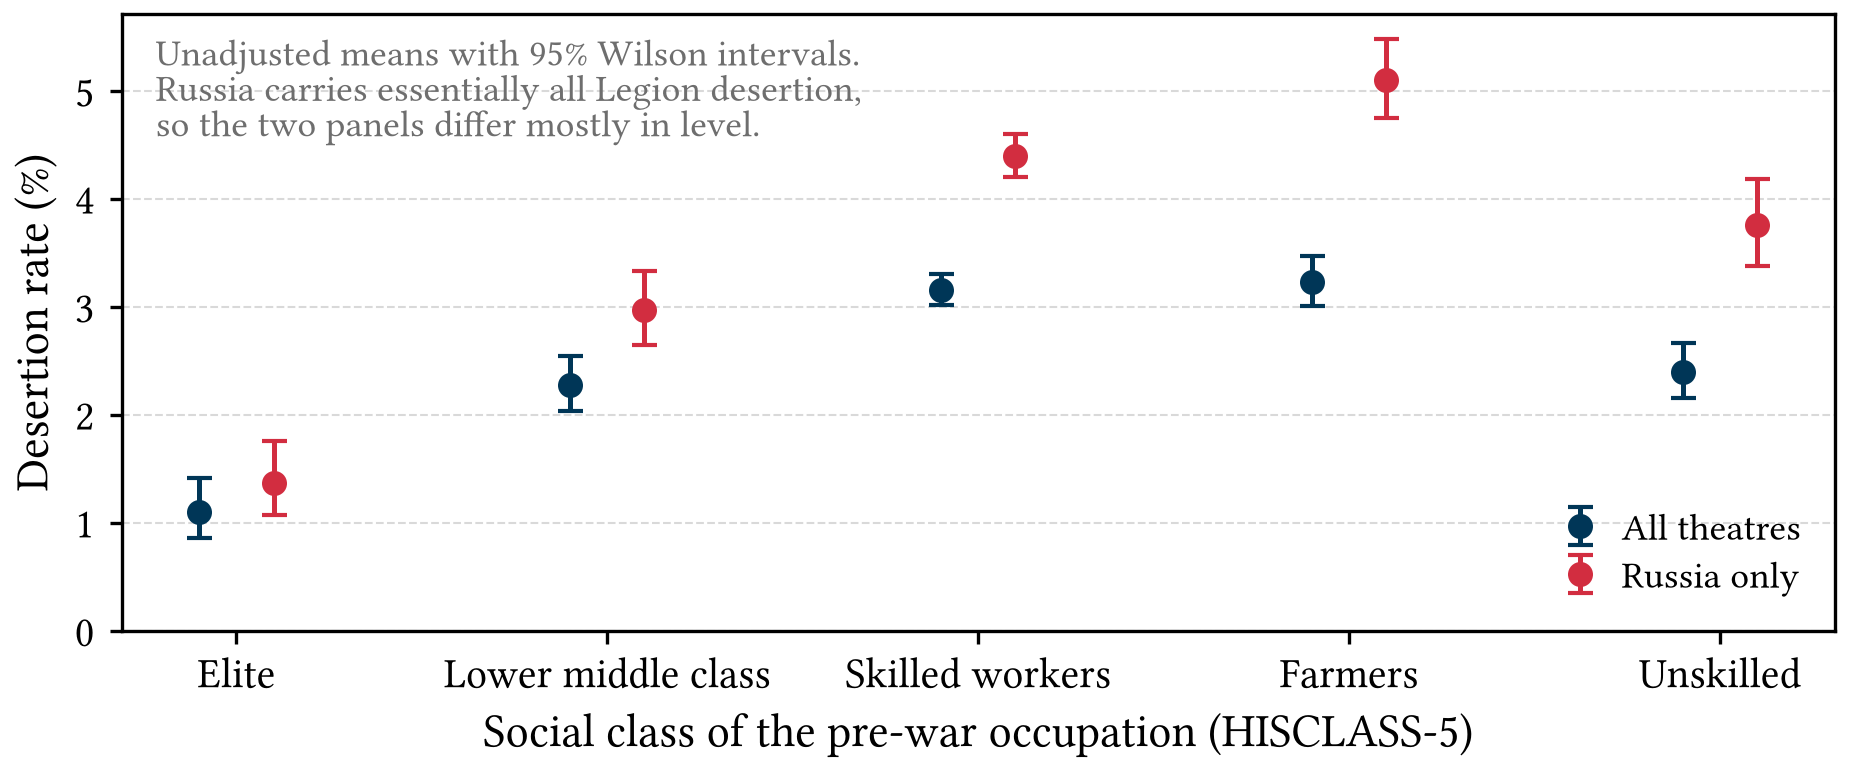 Unadjusted means with 95% Wilson intervals.
Russia carries essentially all Legion desertion,
so the two panels differ mostly in level.
Desertion rate (%)
5
4
3
2
1
0
All theatres
Russia only
Elite
Lower middle class
Skilled workers
Farmers
Unskilled
Social class of the pre-war occupation (HISCLASS-5)